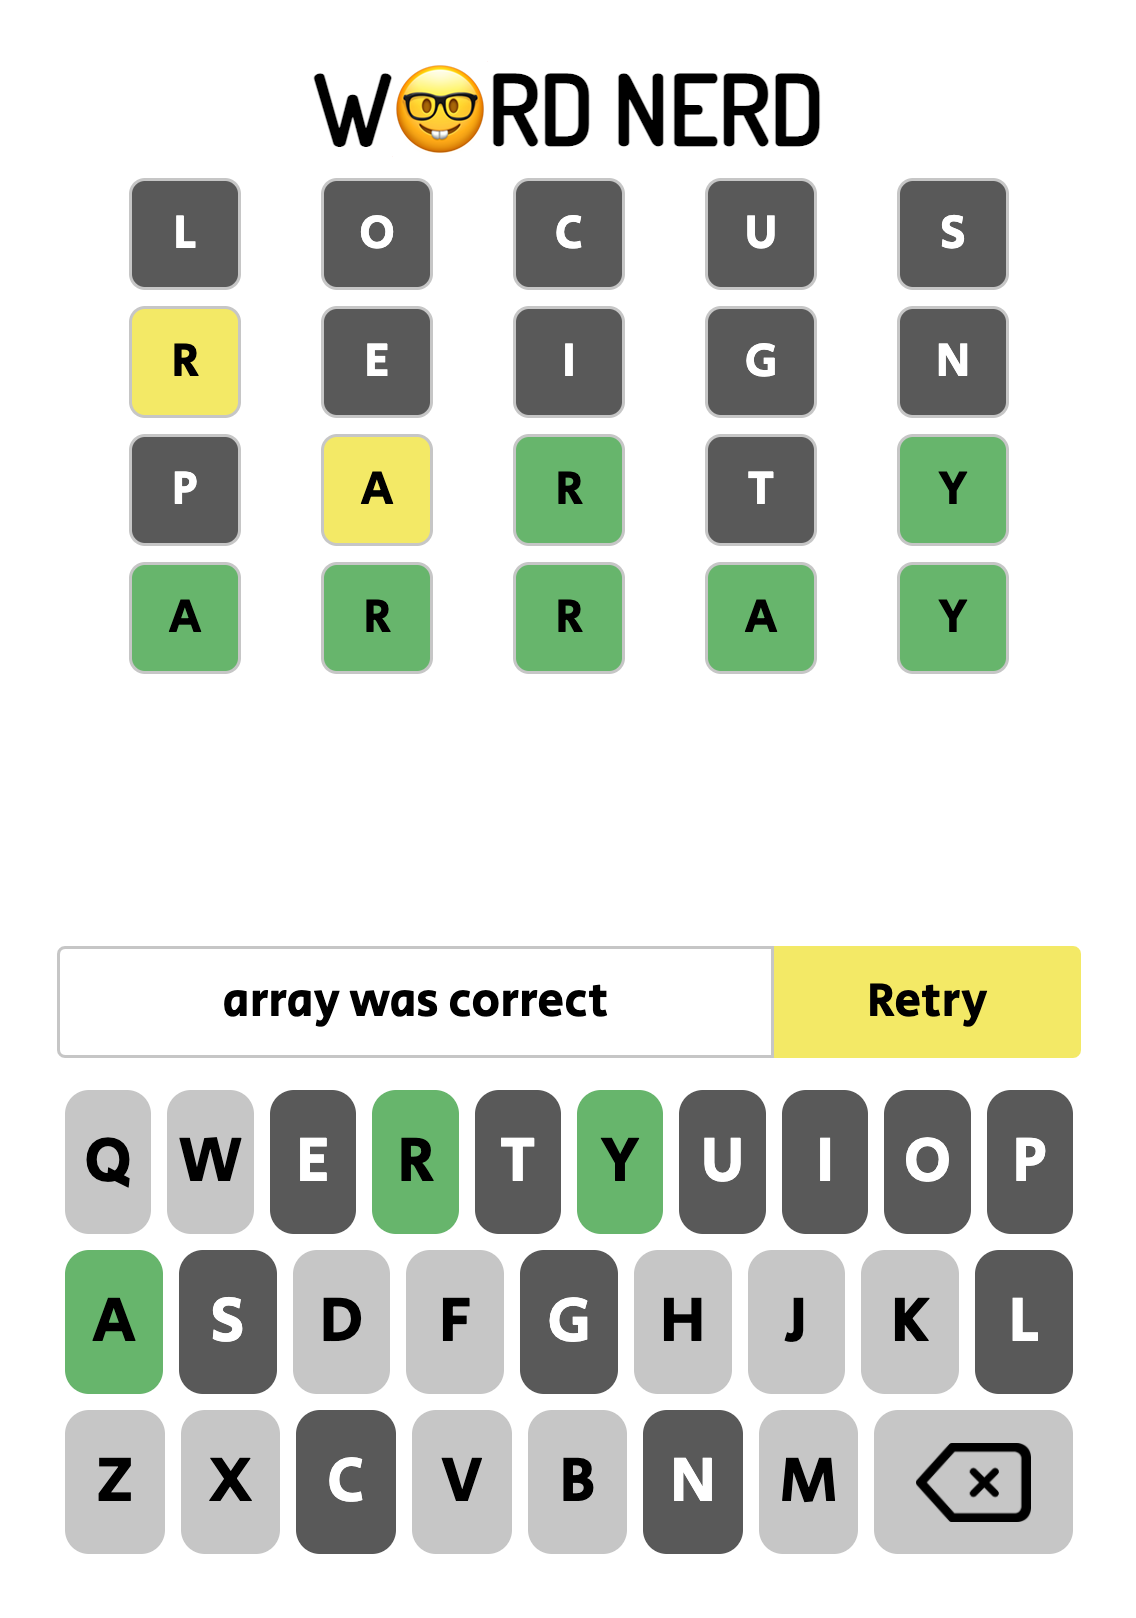 W🤓RD NERD
L O C U S
R E I G N
P A R T Y
A R R A Y
array was correct Retry
Q W E R T Y U I O P
A S D F G H J K L
Z X C V B N M